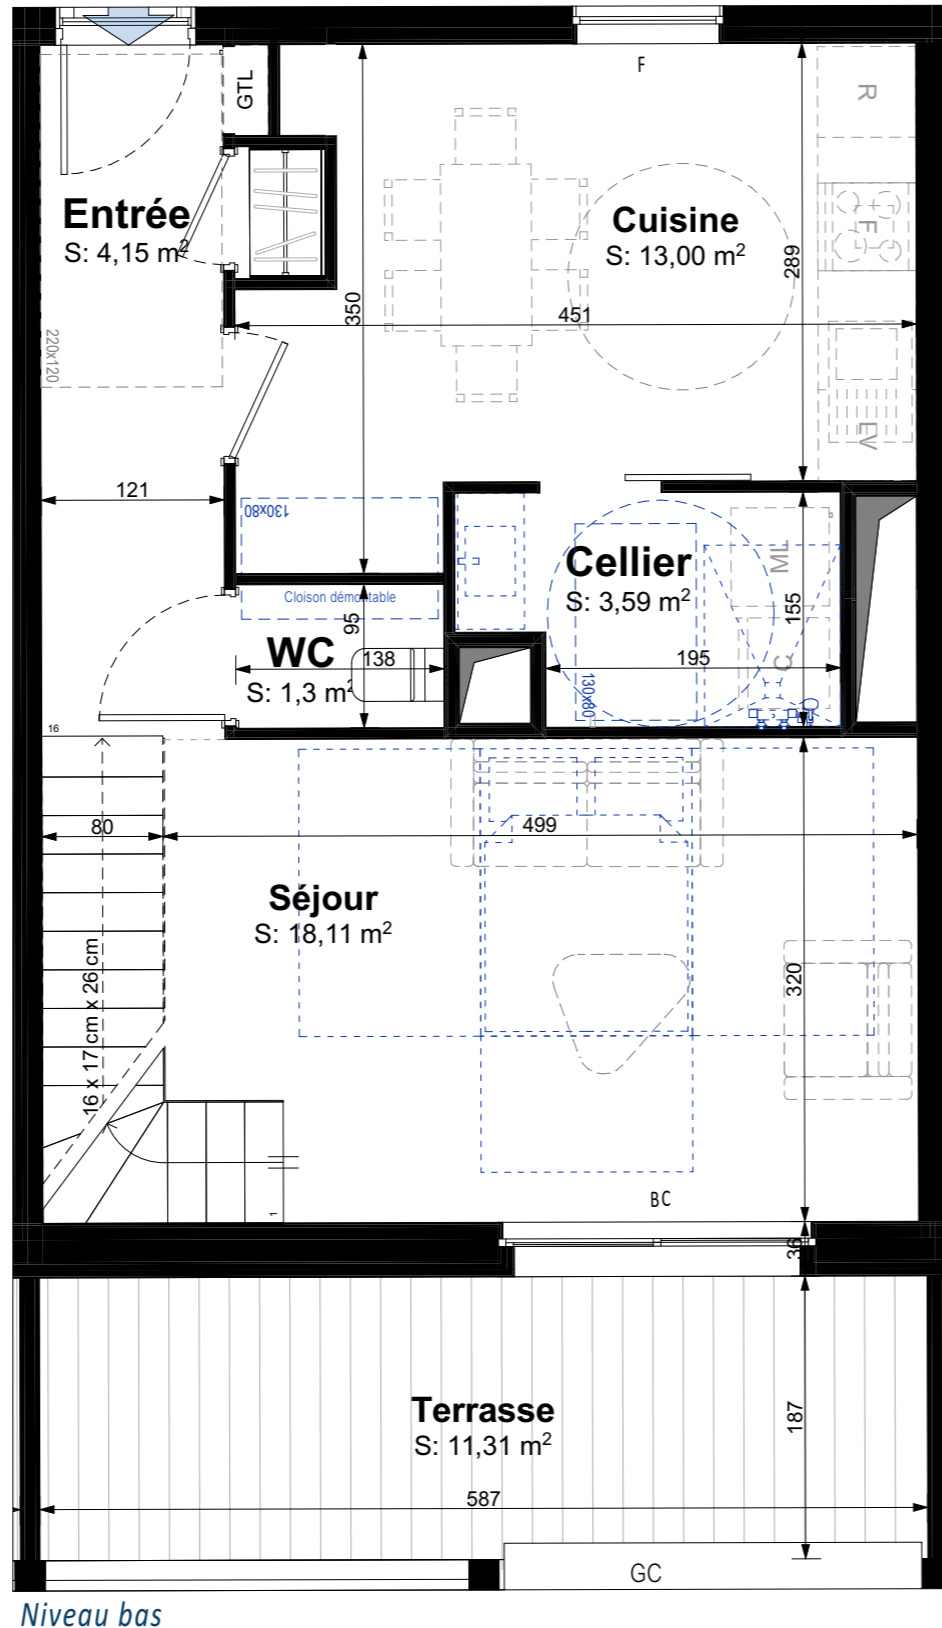 F
GTL
R
Entrée
S: 4,15 m²
Cuisine
S: 13,00 m²
F
289
350
451
220x120
EV
121
130x80
Cellier
S: 3,59 m²
ML
155
Cloison démontable
95
WC
138
S: 1,3 m²
195
C
130x80
16
80
499
Séjour
S: 18,11 m²
320
16 x 17 cm x 26 cm
BC
1
36
Terrasse
S: 11,31 m²
187
587
GC
Niveau bas